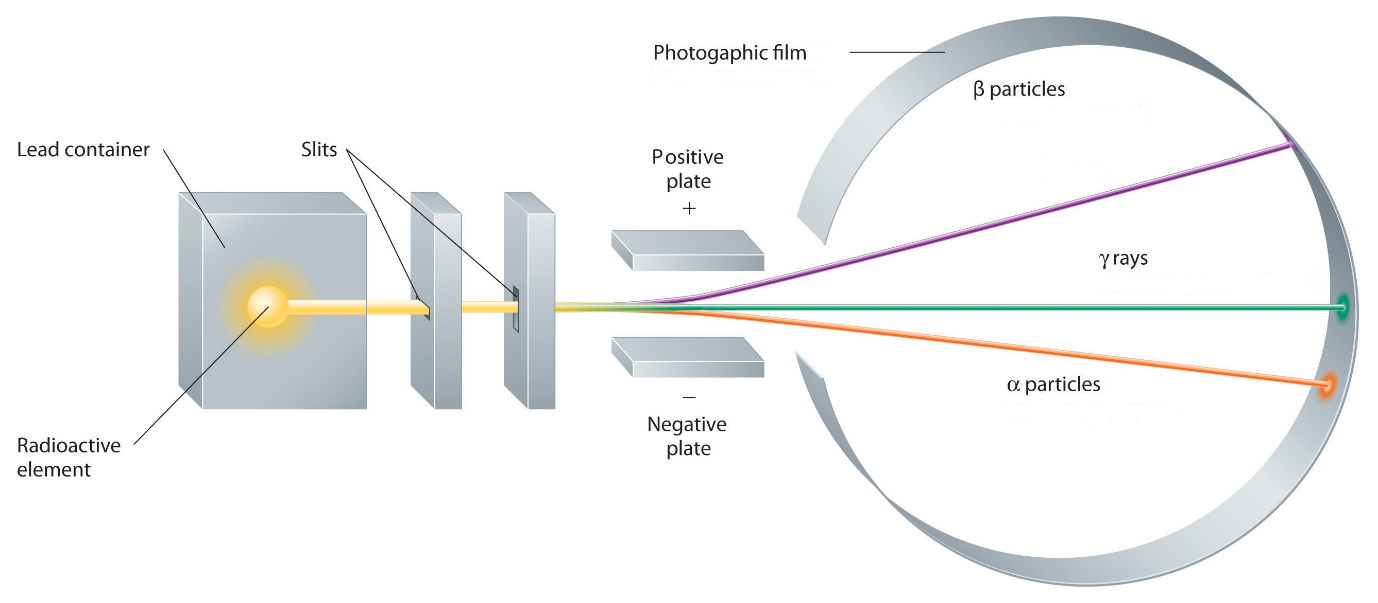 Photogaphic film
β particles
Lead container
Slits
Positive
plate
+
γ rays
α particles
–
Negative
plate
Radioactive
element